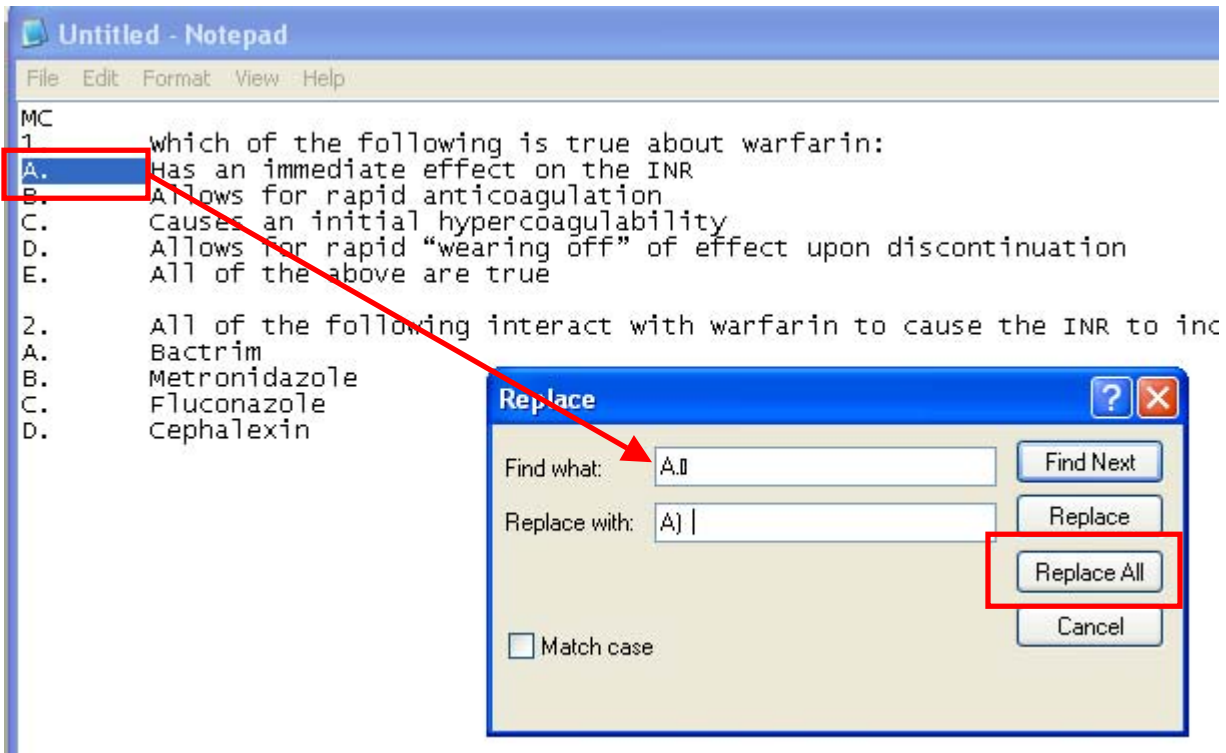 Untitled - Notepad
File Edit Format View Help
MC
1. which of the following is true about warfarin:
A. Has an immediate effect on the INR
B. Allows for rapid anticoagulation
C. Causes an initial hypercoagulability
D. Allows for rapid “wearing off” of effect upon discontinuation
E. All of the above are true
2. All of the following interact with warfarin to cause the INR to inc
A. Bactrim
B. Metronidazole
C. Fluconazole
D. Cephalexin
Replace
Find what: A.▯
Find Next
Replace with: A)
Replace
Replace All
Cancel
Match case